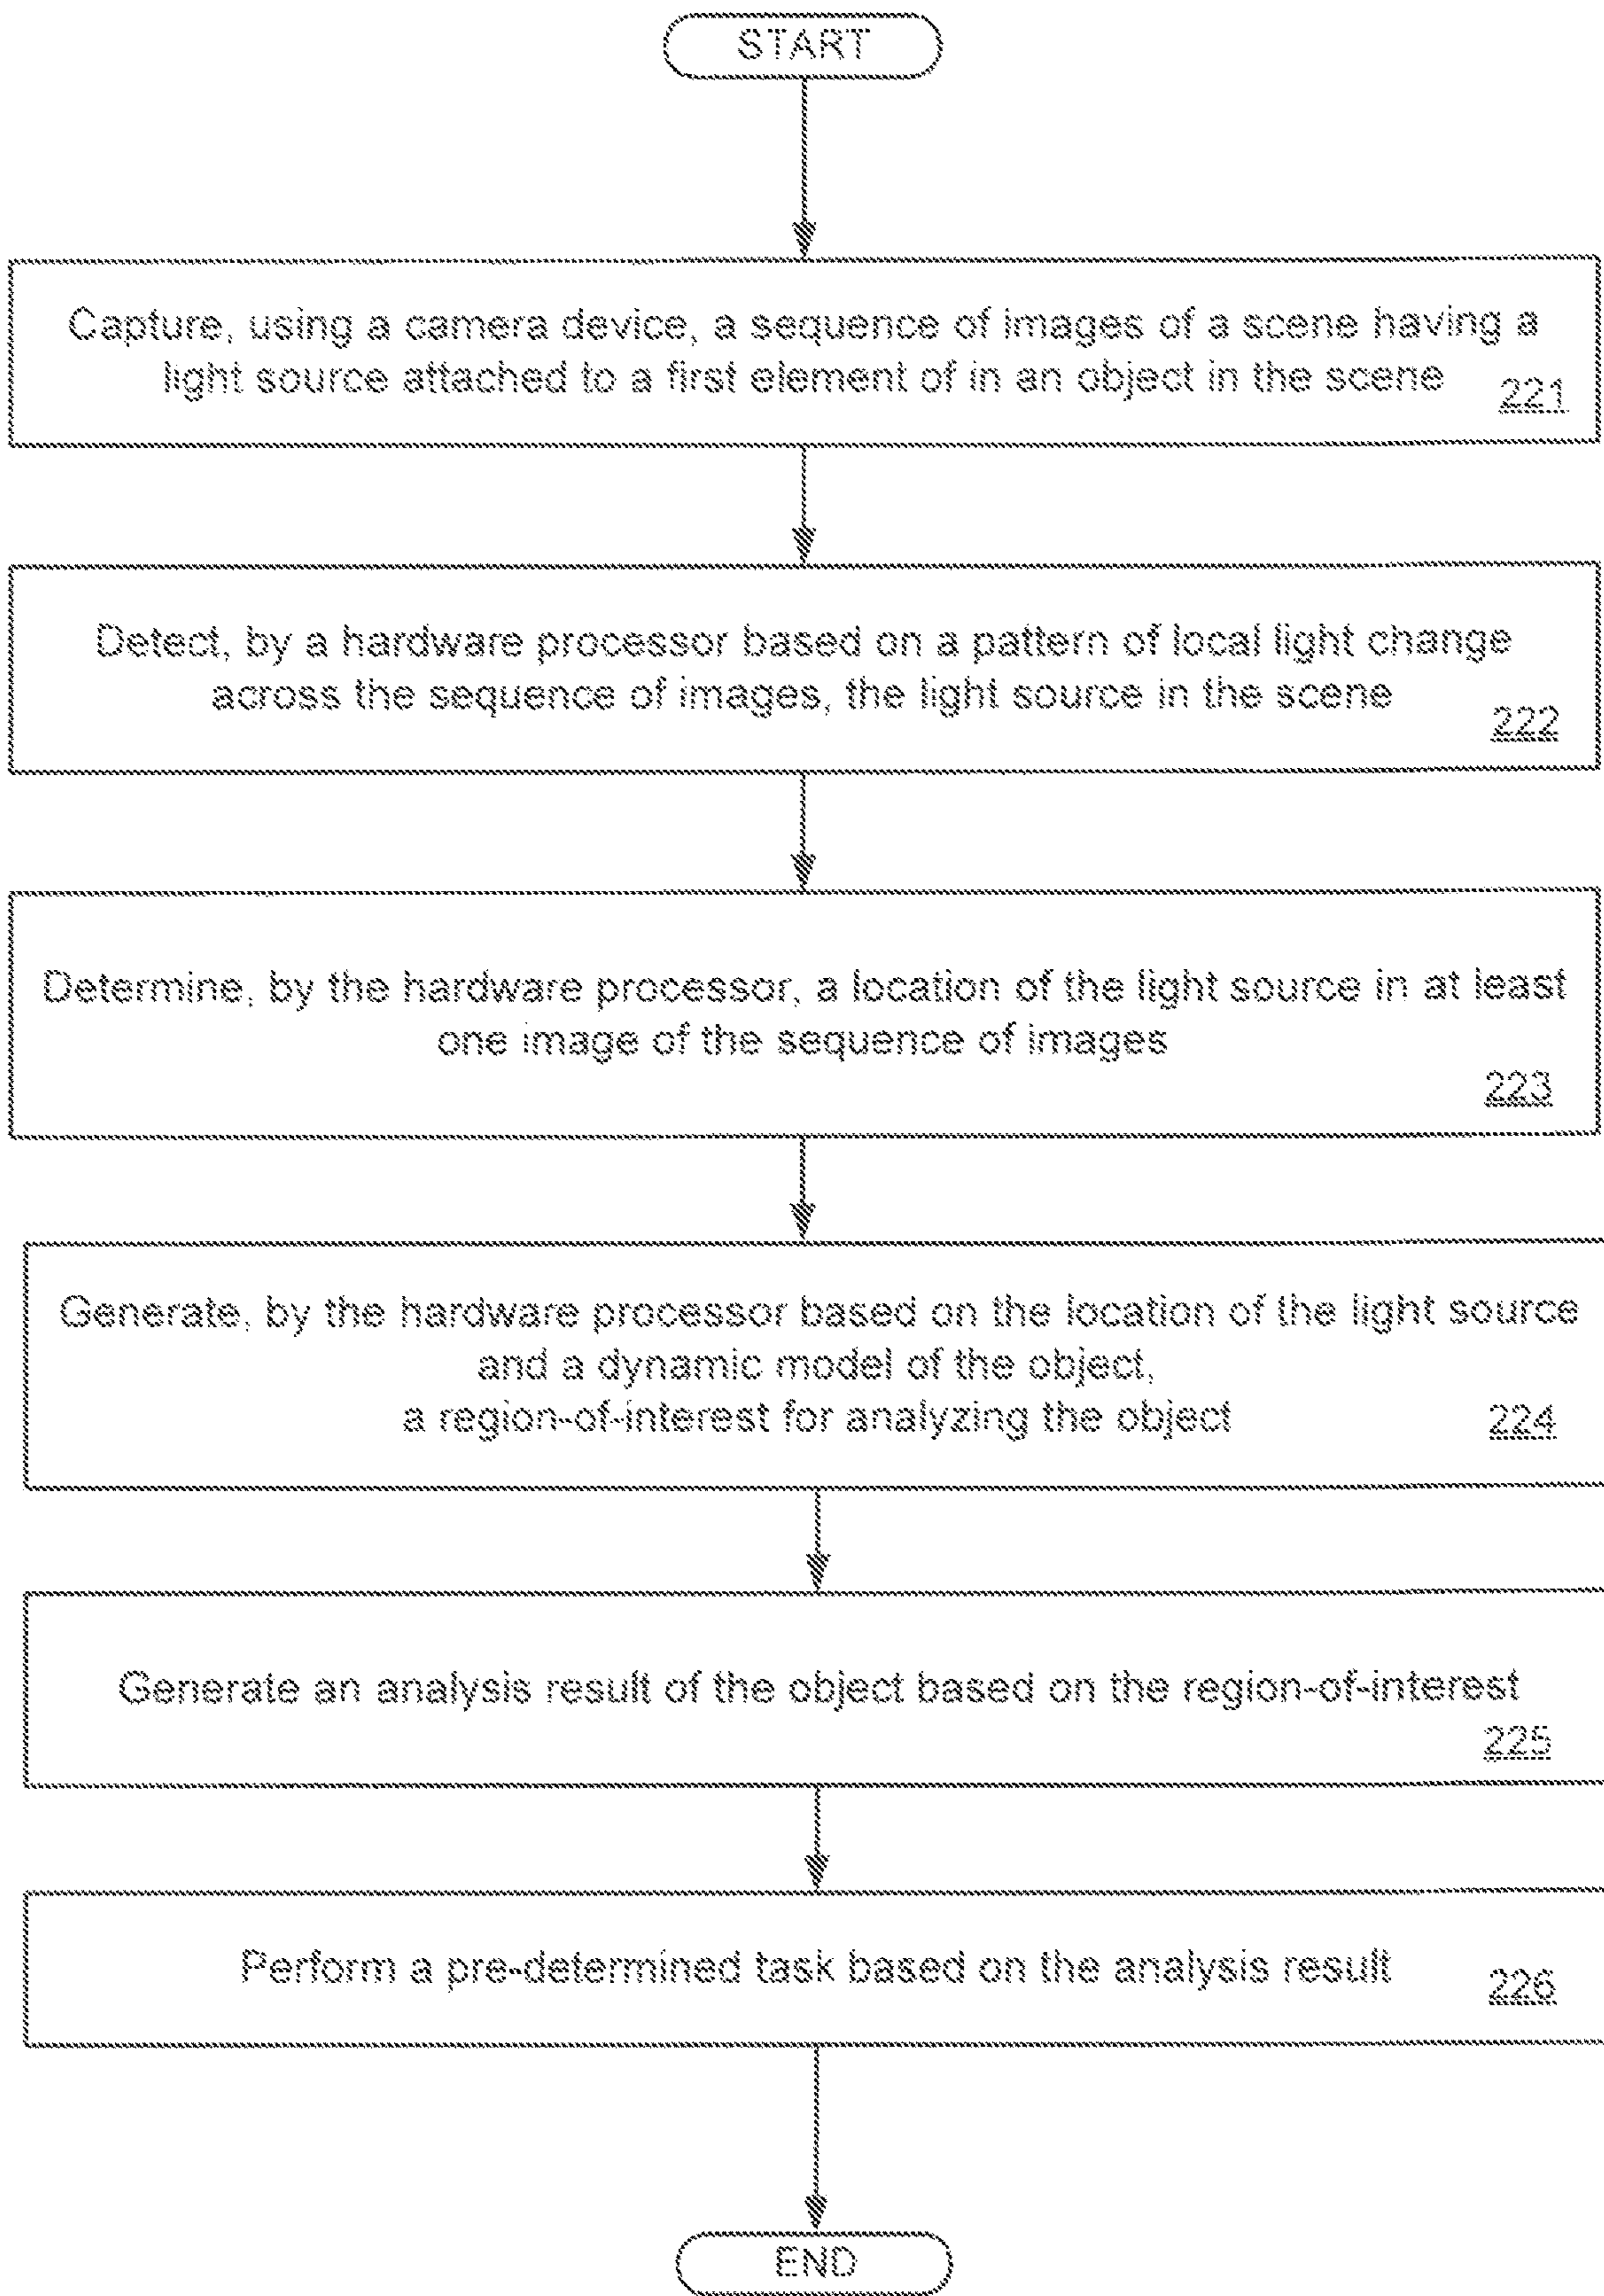 START
Capture, using a camera device, a sequence of images of a scene having a
light source attached to a first element of in an object in the scene
221
Detect, by a hardware processor based on a pattern of local light change
across the sequence of images, the light source in the scene
222
Determine, by the hardware processor, a location of the light source in at least
one image of the sequence of images
223
Generate, by the hardware processor based on the location of the light source
and a dynamic model of the object,
a region-of-interest for analyzing the object
224
Generate an analysis result of the object based on the region-of-interest
225
Perform a pre-determined task based on the analysis result
226
END